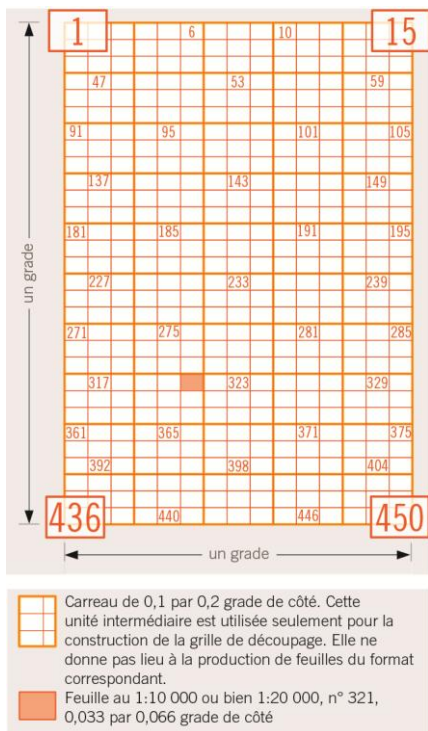 1 6 10 15
47 53 59
91 95 101 105
137 143 149
181 185 191 195
un grade
227 233 239
271 275 281 285
317 323 329
361 365 371 375
392 398 404
436 440 446 450
un grade
Carreau de 0,1 par 0,2 grade de côté. Cette
unité intermédiaire est utilisée seulement pour la
construction de la grille de découpage. Elle ne
donne pas lieu à la production de feuilles du format
correspondant.
Feuille au 1:10 000 ou bien 1:20 000, n° 321,
0,033 par 0,066 grade de côté